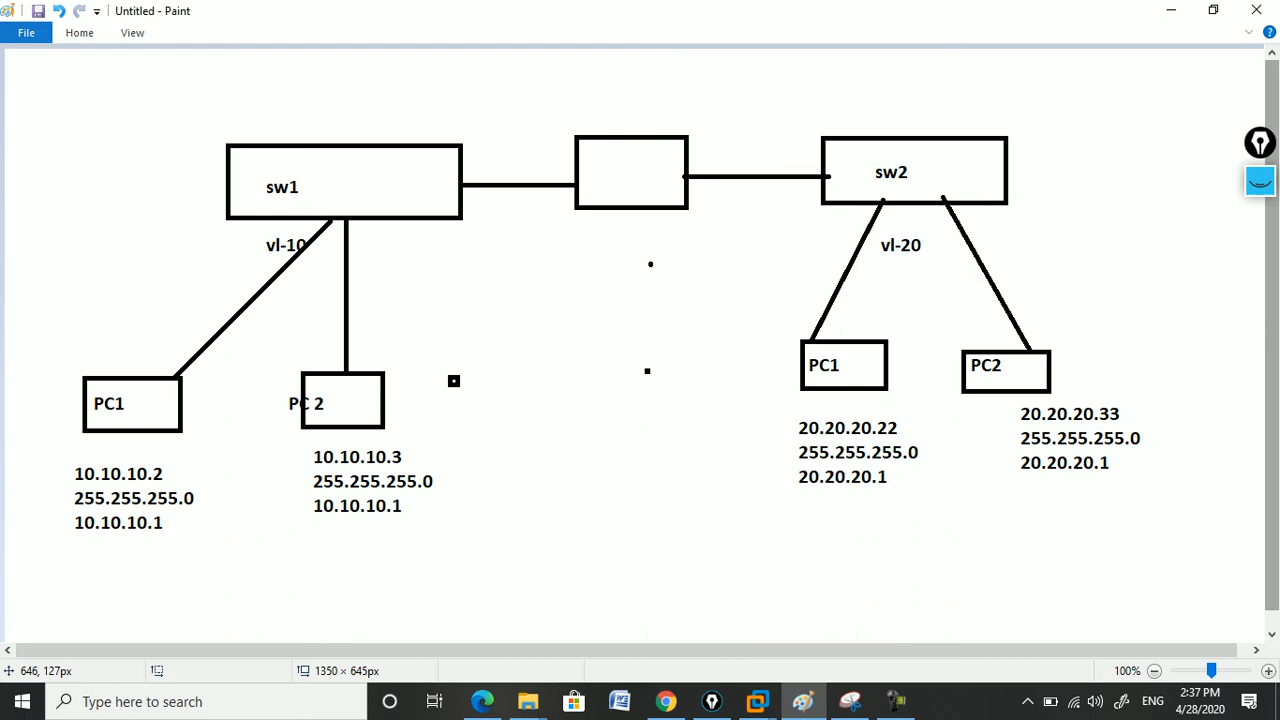 Untitled - Paint
File
Home
View
sw1
sw2
vl-10
vl-20
PC1
PC 2
PC1
PC2
10.10.10.2
255.255.255.0
10.10.10.1
10.10.10.3
255.255.255.0
10.10.10.1
20.20.20.22
255.255.255.0
20.20.20.1
20.20.20.33
255.255.255.0
20.20.20.1
646, 127px
1350 × 645px
100%
Type here to search
ENG
2:37 PM
4/28/2020